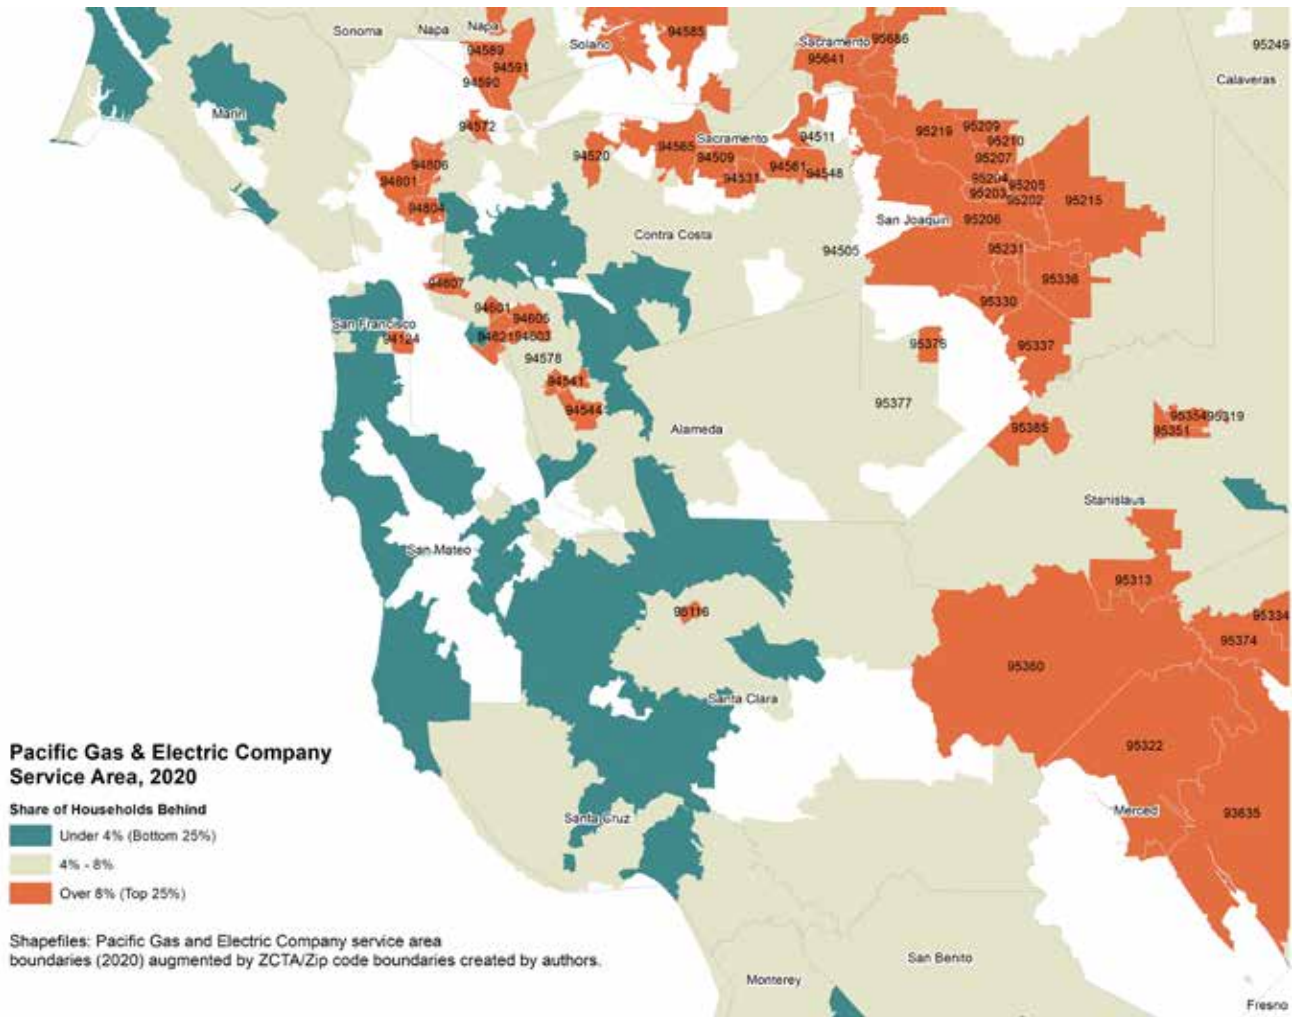 Sonoma
Napa
Napa
Solano
94585
Sacramento
95686
95249
94589
95641
94591
Calaveras
94590
Marin
94572
95219
95209
Sacramento
94511
95210
94565
94520
94509
95207
94806
94561
94548
94531
94801
95204
95205
95203
95202
95215
94804
San Joaquin
95206
Contra Costa
94505
95231
95336
94607
95330
94601
94605
San Francisco
94124
94621
94603
95376
95337
94578
94541
95377
94544
95354
95319
95385
95351
Alameda
Stanislaus
San Mateo
95313
95116
95334
95374
95360
Santa Clara
Pacific Gas & Electric Company
Service Area, 2020
95322
Share of Households Behind
Merced
93635
Santa Cruz
Under 4% (Bottom 25%)
4% - 8%
Over 8% (Top 25%)
Shapefiles: Pacific Gas and Electric Company service area
boundaries (2020) augmented by ZCTA/Zip code boundaries created by authors.
San Benito
Monterey
Fresno